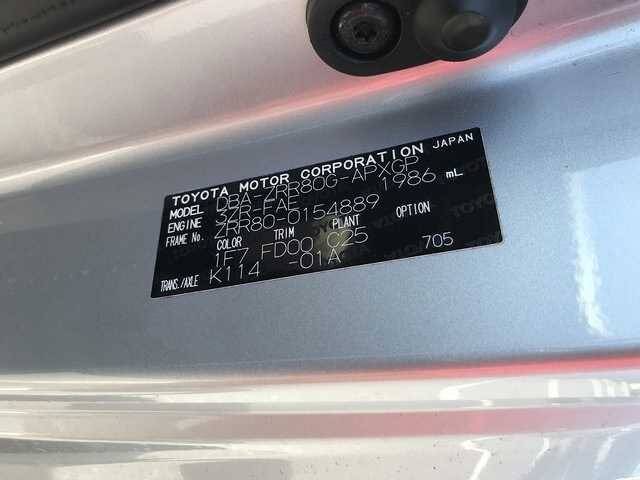 TOYOTA MOTOR CORPORATION JAPAN
MODEL DBA-ZRR80G-APXGP
ENGINE 3ZR-FAE 1986 mL
FRAME No. ZRR80-0154889
COLOR TRIM PLANT OPTION
1F7 FD00 C25 705
TRANS./AXLE K114 -01A